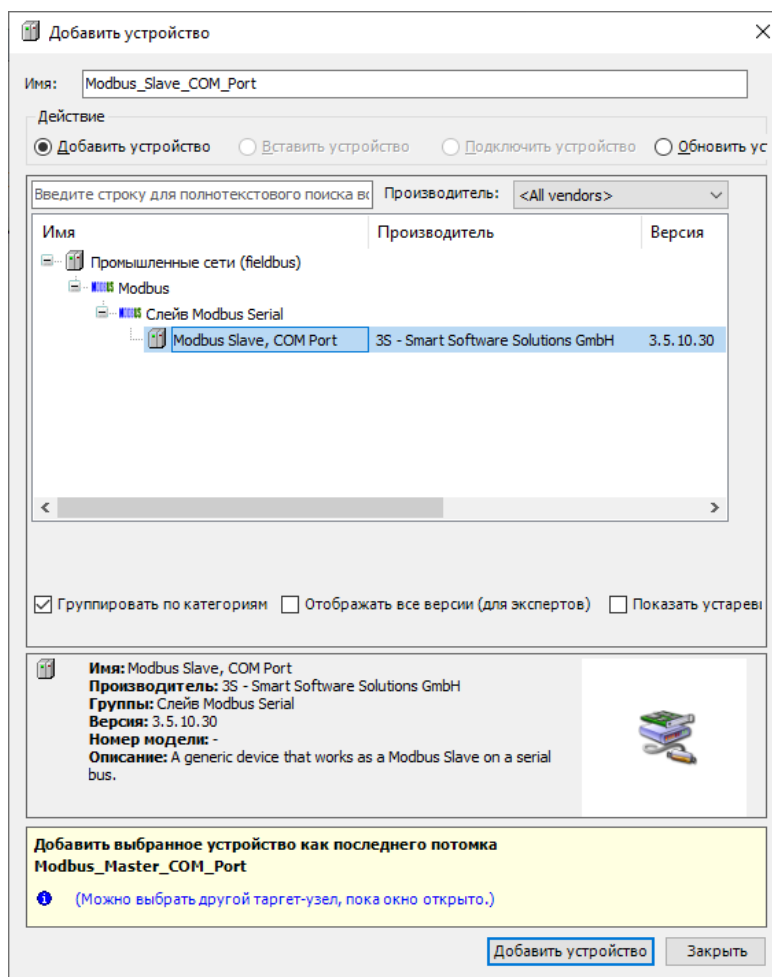 Добавить устройство
Имя: Modbus_Slave_COM_Port
Действие
Добавить устройство Вставить устройство Подключить устройство Обновить ус
Введите строку для полнотекстового поиска во Производитель: <All vendors>
Имя Производитель Версия
Промышленные сети (fieldbus)
Modbus
Слейв Modbus Serial
Modbus Slave, COM Port 3S - Smart Software Solutions GmbH 3.5.10.30
Группировать по категориям Отображать все версии (для экспертов) Показать устаревш
Имя: Modbus Slave, COM Port
Производитель: 3S - Smart Software Solutions GmbH
Группы: Слейв Modbus Serial
Версия: 3.5.10.30
Номер модели: -
Описание: A generic device that works as a Modbus Slave on a serial
bus.
Добавить выбранное устройство как последнего потомка
Modbus_Master_COM_Port
(Можно выбрать другой таргет-узел, пока окно открыто.)
Добавить устройство Закрыть